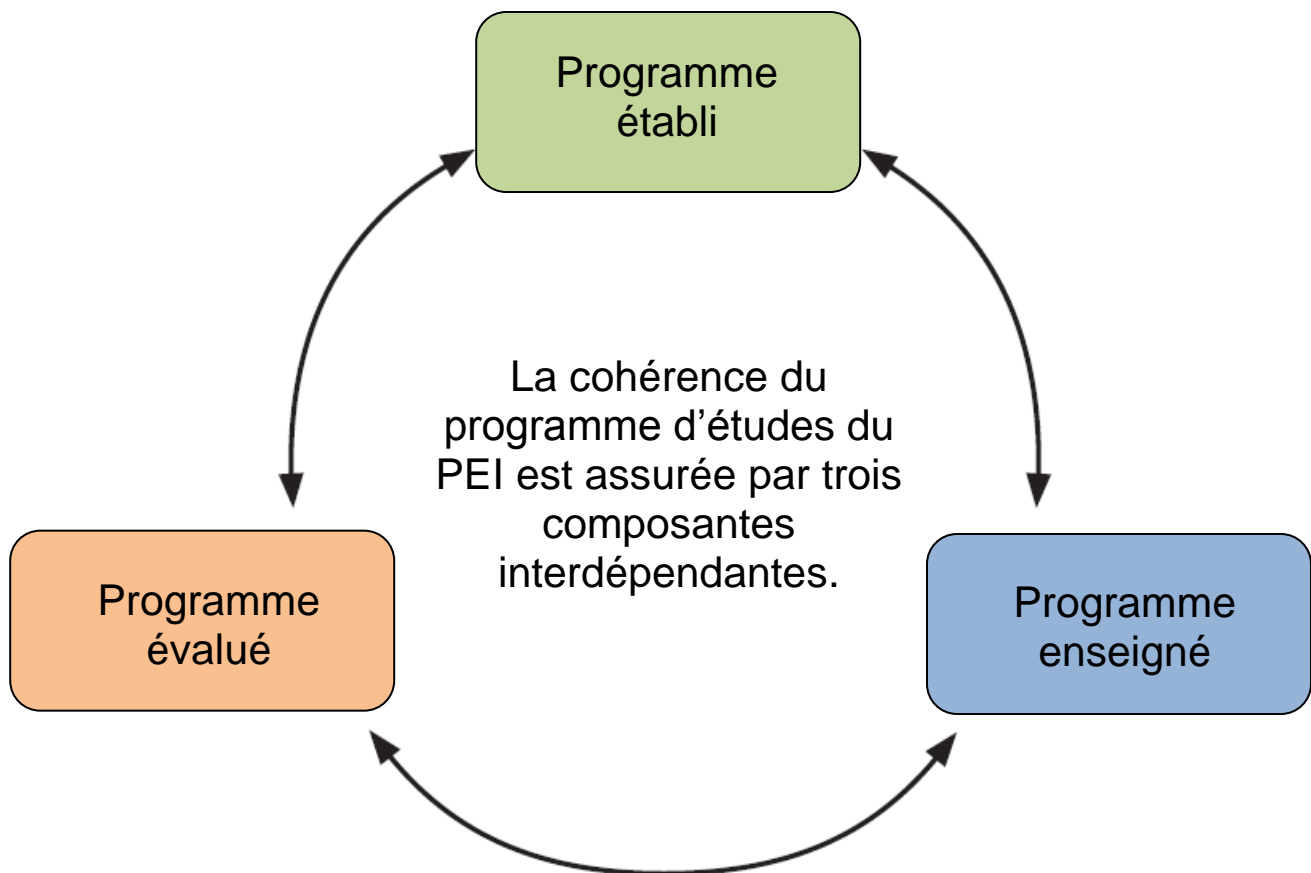 Programme
établi
La cohérence du
programme d’études du
PEI est assurée par trois
composantes
interdépendantes.
Programme
évalué
Programme
enseigné